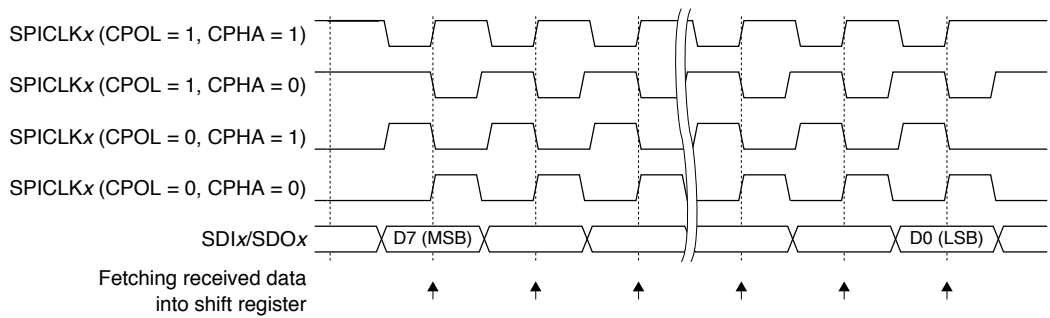 SPICLKx (CPOL = 1, CPHA = 1)
SPICLKx (CPOL = 1, CPHA = 0)
SPICLKx (CPOL = 0, CPHA = 1)
SPICLKx (CPOL = 0, CPHA = 0)
SDIx/SDOx D7 (MSB) D0 (LSB)
Fetching received data
into shift register